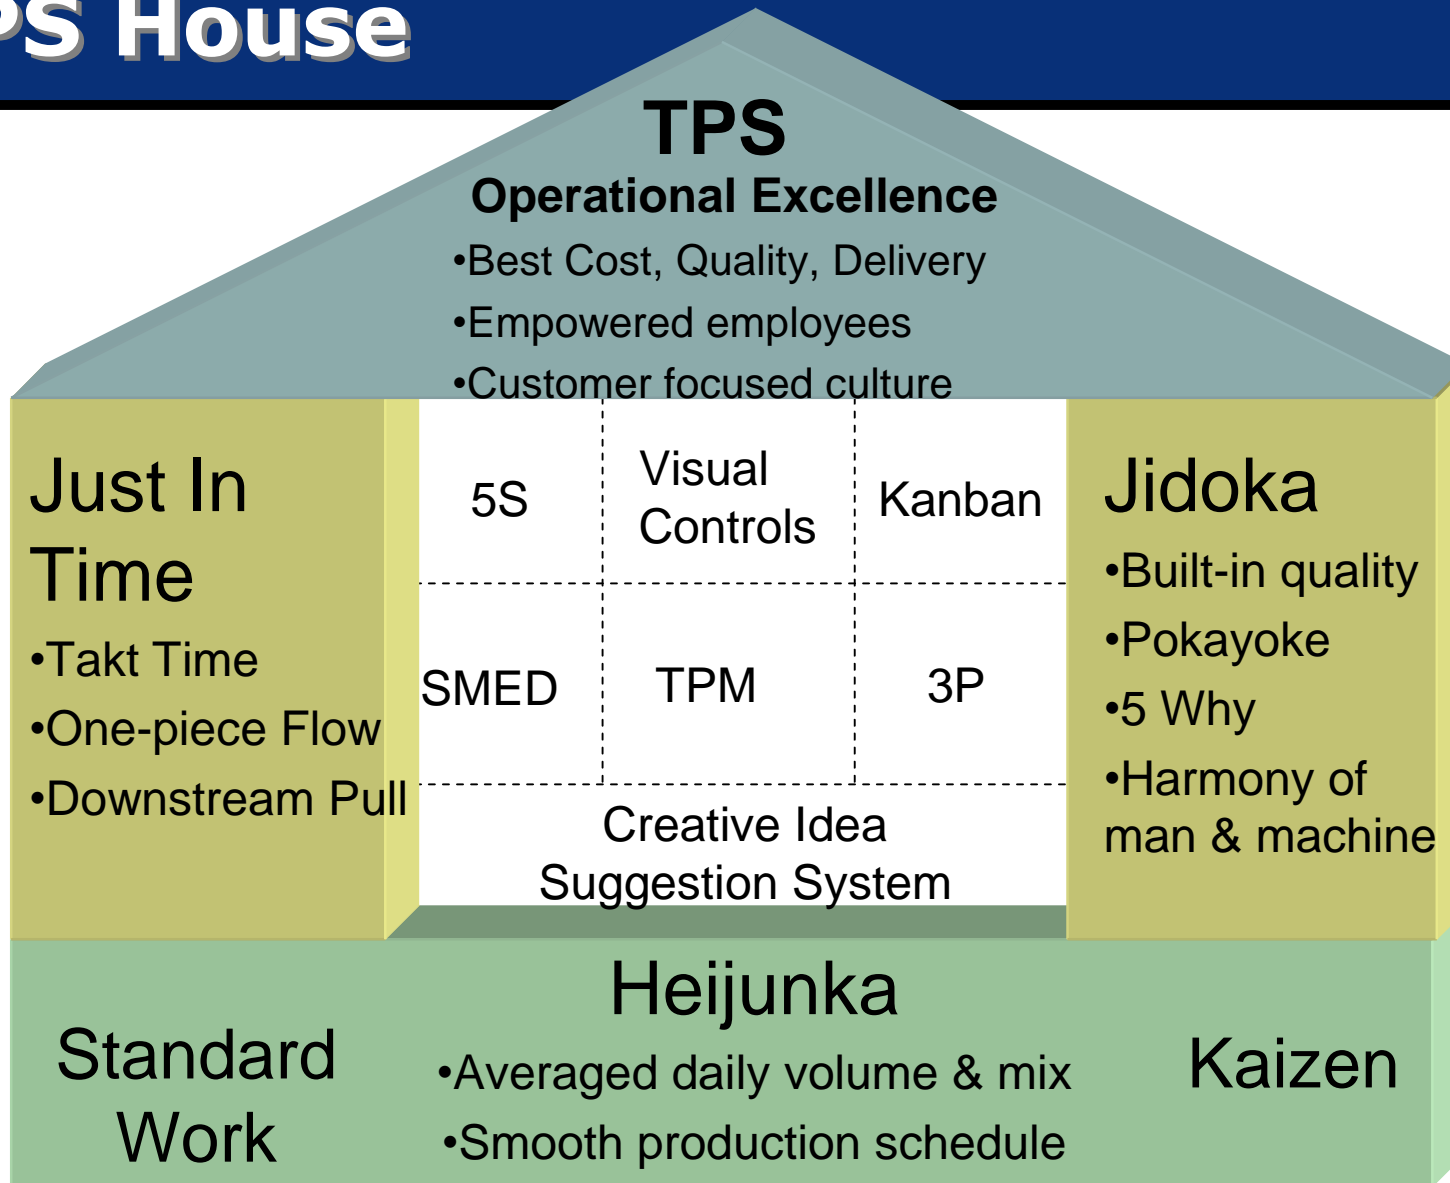 PS House
TPS
Operational Excellence
•Best Cost, Quality, Delivery
•Empowered employees
•Customer focused culture
Just In
Time
•Takt Time
•One-piece Flow
•Downstream Pull
5S
Visual
Controls
Kanban
SMED
TPM
3P
Creative Idea
Suggestion System
Jidoka
•Built-in quality
•Pokayoke
•5 Why
•Harmony of
man & machine
Standard
Work
Heijunka
•Averaged daily volume & mix
•Smooth production schedule
Kaizen